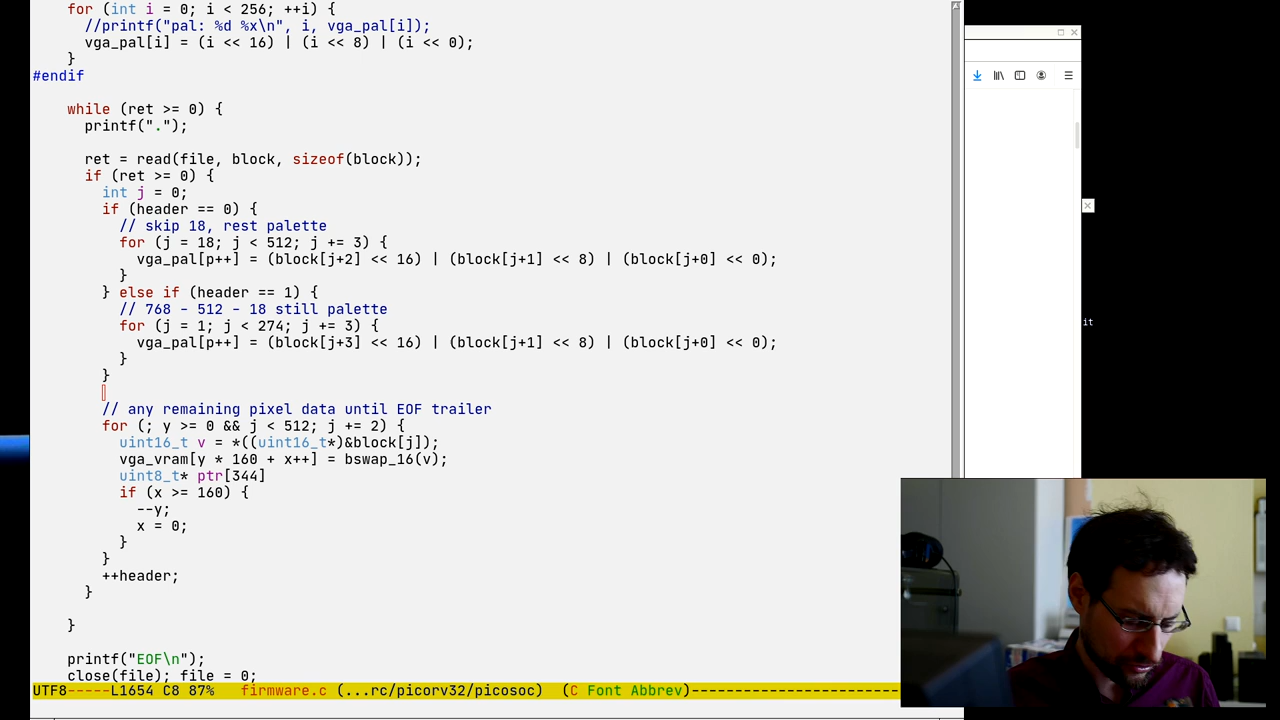 for (int i = 0; i < 256; ++i) {
//printf("pal: %d %x\n", i, vga_pal[i]);
vga_pal[i] = (i << 16) | (i << 8) | (i << 0);
}
#endif
while (ret >= 0) {
printf(".");
ret = read(file, block, sizeof(block));
if (ret >= 0) {
int j = 0;
if (header == 0) {
// skip 18, rest palette
for (j = 18; j < 512; j += 3) {
vga_pal[p++] = (block[j+2] << 16) | (block[j+1] << 8) | (block[j+0] << 0);
}
} else if (header == 1) {
// 768 - 512 - 18 still palette
for (j = 1; j < 274; j += 3) {
vga_pal[p++] = (block[j+3] << 16) | (block[j+1] << 8) | (block[j+0] << 0);
}
}
// any remaining pixel data until EOF trailer
for (; y >= 0 && j < 512; j += 2) {
uint16_t v = *((uint16_t*)&block[j]);
vga_vram[y * 160 + x++] = bswap_16(v);
uint8_t* ptr[344]
if (x >= 160) {
--y;
x = 0;
}
}
++header;
}
}
printf("EOF\n");
close(file); file = 0;
UTF8-----L1654 C8 87% firmware.c (...rc/picorv32/picosoc) (C Font Abbrev)-----------------------
it